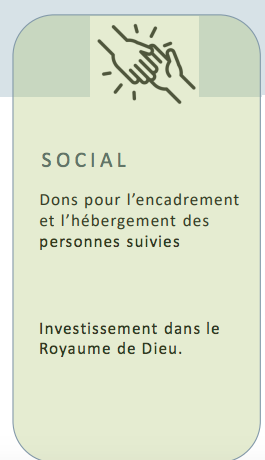 SOCIAL
Dons pour l’encadrement
et l’hébergement des
personnes suivies
Investissement dans le
Royaume de Dieu.